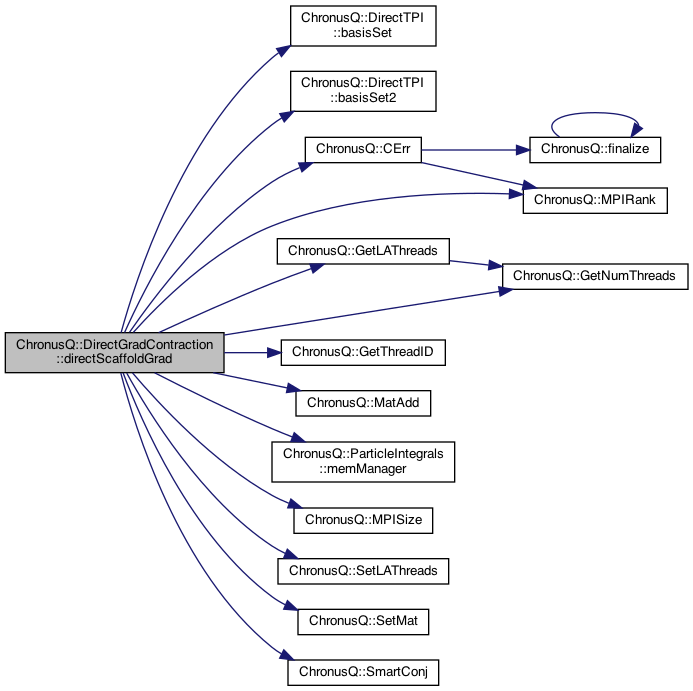 ChronusQ::DirectTPI
::basisSet
ChronusQ::DirectTPI
::basisSet2
ChronusQ::CErr
ChronusQ::finalize
ChronusQ::MPIRank
ChronusQ::GetLAThreads
ChronusQ::GetNumThreads
ChronusQ::DirectGradContraction
::directScaffoldGrad
ChronusQ::GetThreadID
ChronusQ::MatAdd
ChronusQ::ParticleIntegrals
::memManager
ChronusQ::MPISize
ChronusQ::SetLAThreads
ChronusQ::SetMat
ChronusQ::SmartConj